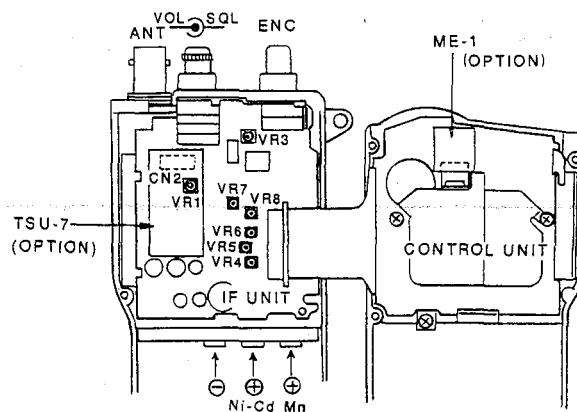 VOL SQL
ANT
ENC
ME-1
(OPTION)
VR3
CN2
VR1
VR7
VR8
TSU-7
(OPTION)
VR6
VR5
VR4
CONTROL UNIT
IF UNIT
⊖ ⊕ ⊕
Ni-Cd Mn